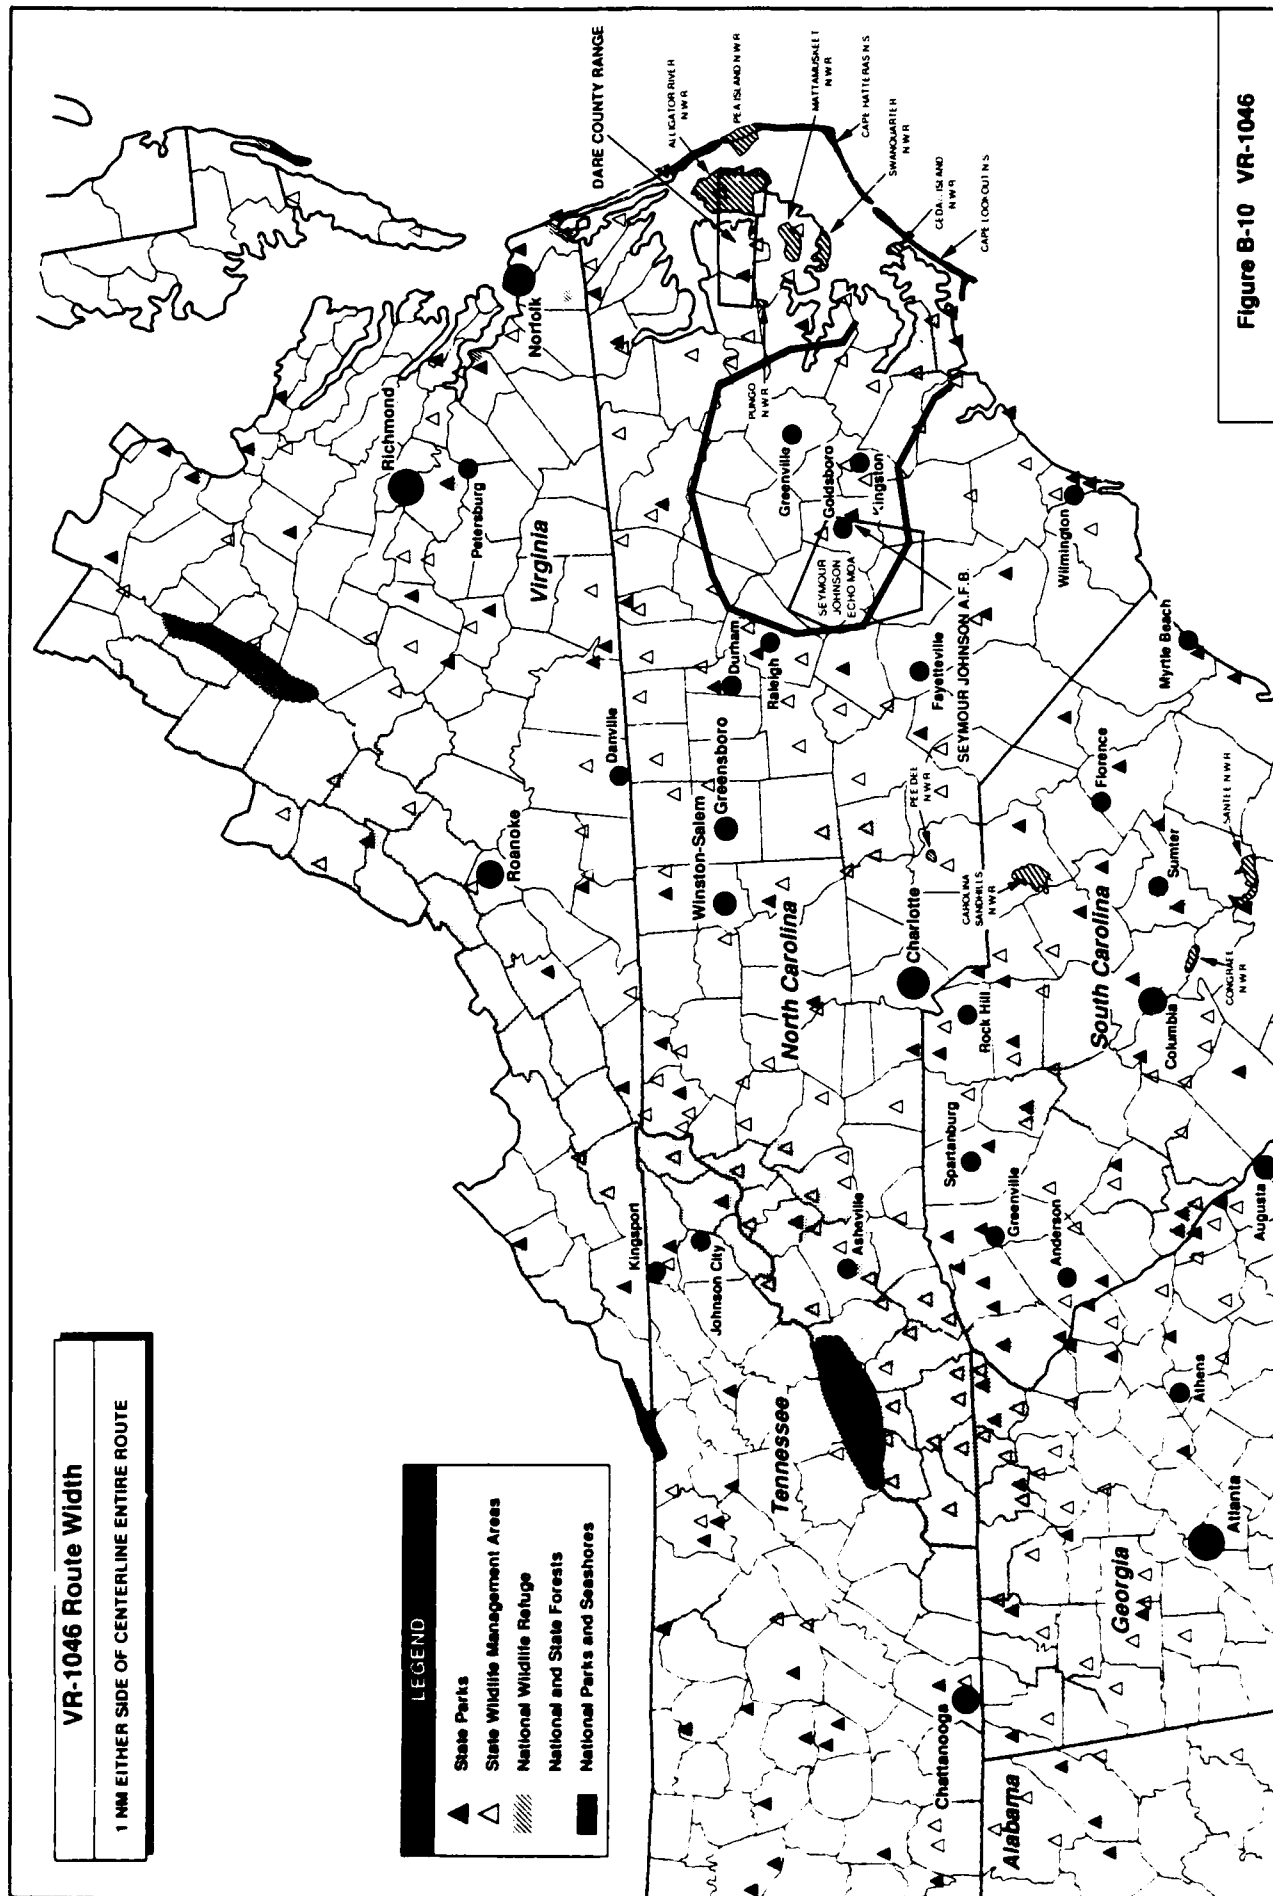 VR-1046 Route Width
1 NM EITHER SIDE OF CENTERLINE ENTIRE ROUTE
LEGEND
State Parks
State Wildlife Management Areas
National Wildlife Refuge
National and State Forests
National Parks and Seashores
Richmond
Petersburg
Norfolk
Virginia
Roanoke
Danville
Kingsport
Johnson City
Winston-Salem
Greensboro
Durham
Raleigh
North Carolina
Greenville
Goldsboro
Kingston
SEYMOUR
JOHNSON
ECHO MOA
SEYMOUR JOHNSON A.F.B.
Fayetteville
Wilmington
DARE COUNTY RANGE
ALLIGATOR RIVER
NWR
PEA ISLAND NWR
MATTAMUSKEET
NWR
CAPE HATTERAS NS
SWANQUARTER
NWR
CEDAR ISLAND
NWR
CAPE LOOKOUT NS
PUNGO
NWR
PEE DEE
NWR
CAROLINA
SANDHILLS
NWR
Charlotte
Asheville
Tennessee
Chattanooga
Rock Hill
Spartanburg
Greenville
Anderson
South Carolina
Columbia
Sumter
Florence
Myrtle Beach
SANTEE NWR
CONGRAEE
NWR
Augusta
Athens
Atlanta
Georgia
Alabama
Figure B-10 VR-1046